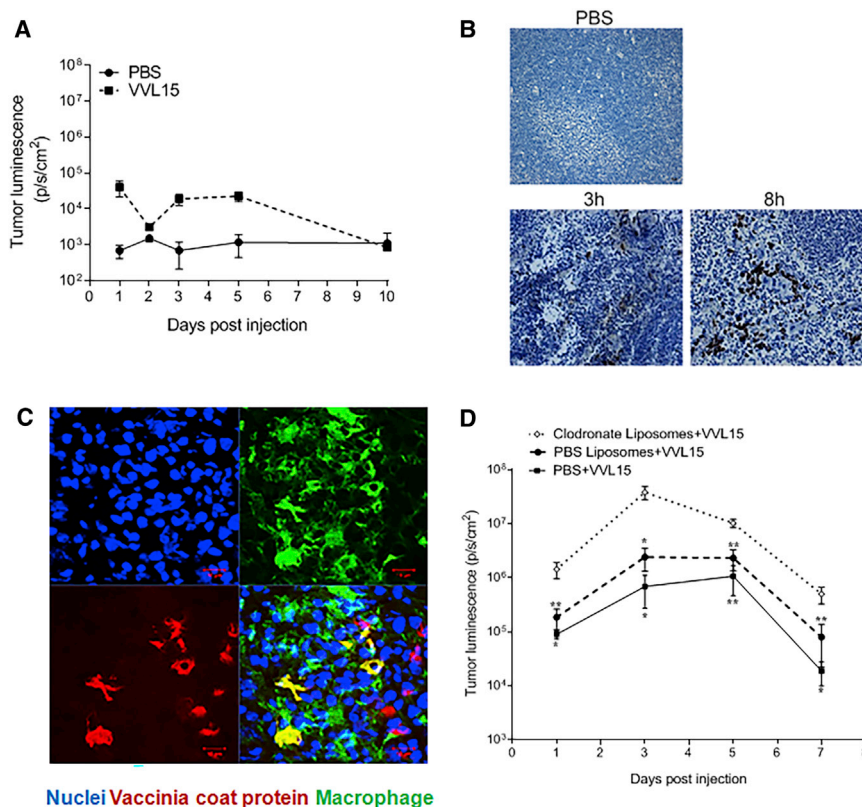 A
PBS
VVL15
Tumor luminescence
(p/s/cm²)
10⁸
10⁷
10⁶
10⁵
10⁴
10³
10²
0 1 2 3 4 5 6 7 8 9 10
Days post injection
B
PBS
3h
8h
C
Nuclei Vaccinia coat protein Macrophage
D
Clodronate Liposomes+VVL15
PBS Liposomes+VVL15
PBS+VVL15
Tumor luminescence (p/s/cm²)
10⁸
10⁷
10⁶
10⁵
10⁴
10³
* **
** **
** *
* *
0 1 2 3 4 5 6 7 8
Days post injection